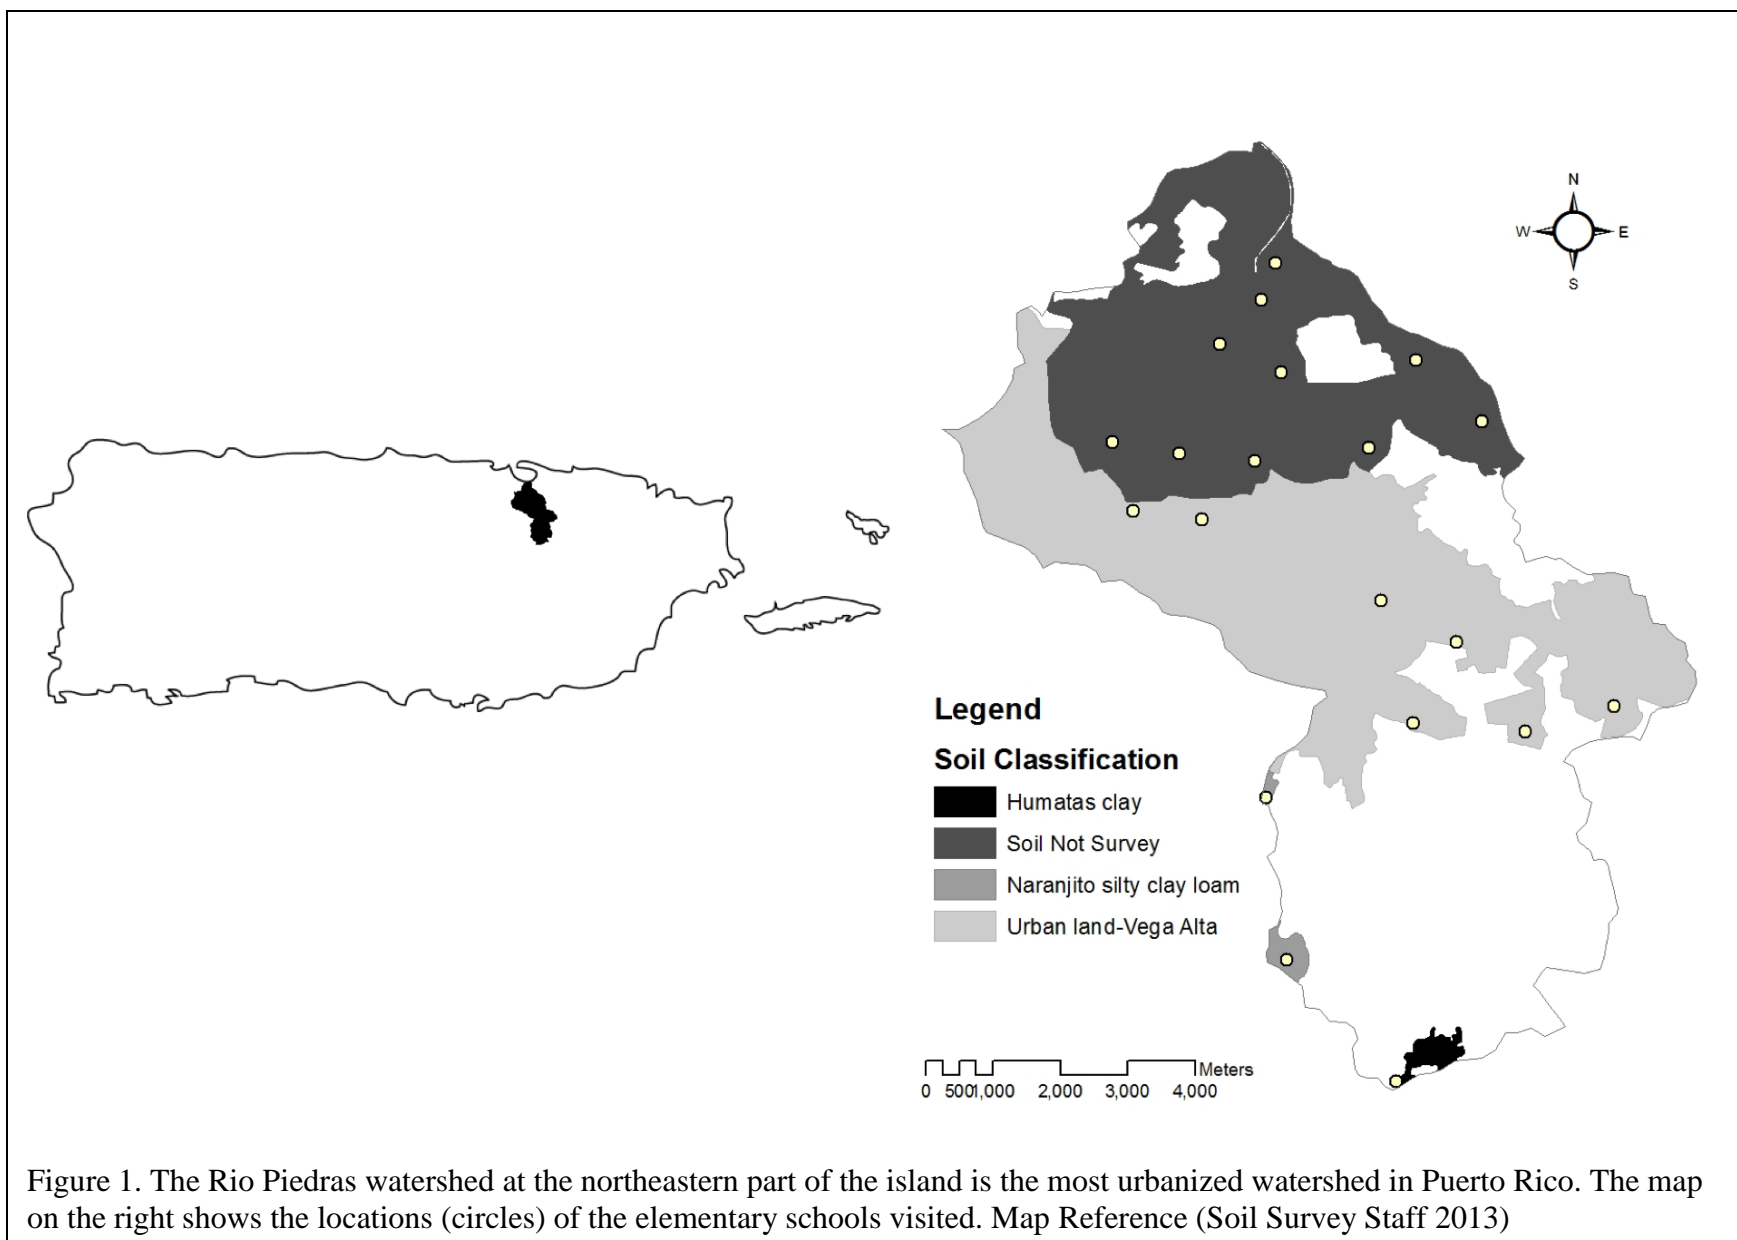 N
W E
S
Legend
Soil Classification
Humatas clay
Soil Not Survey
Naranjito silty clay loam
Urban land-Vega Alta
Meters
0 500 1,000 2,000 3,000 4,000
Figure 1. The Rio Piedras watershed at the northeastern part of the island is the most urbanized watershed in Puerto Rico. The map
on the right shows the locations (circles) of the elementary schools visited. Map Reference (Soil Survey Staff 2013)